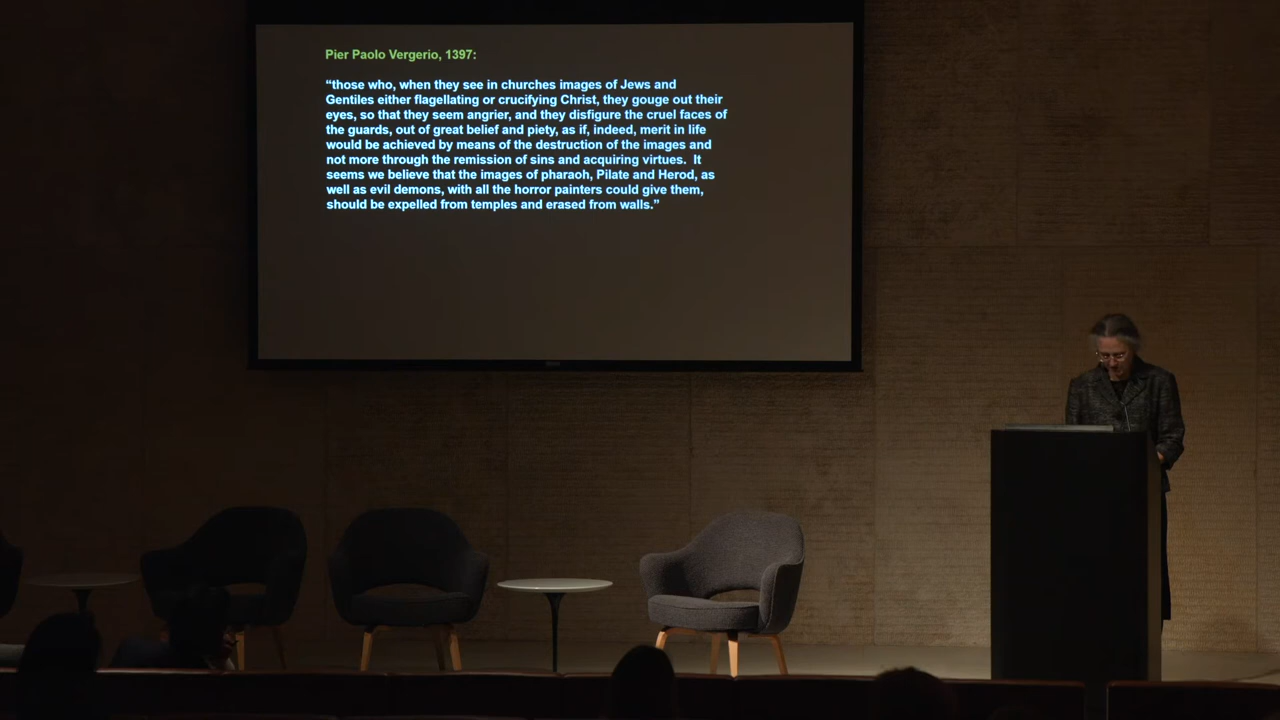 Pier Paolo Vergerio, 1397:
“those who, when they see in churches images of Jews and
Gentiles either flagellating or crucifying Christ, they gouge out their
eyes, so that they seem angrier, and they disfigure the cruel faces of
the guards, out of great belief and piety, as if, indeed, merit in life
would be achieved by means of the destruction of the images and
not more through the remission of sins and acquiring virtues.  It
seems we believe that the images of pharaoh, Pilate and Herod, as
well as evil demons, with all the horror painters could give them,
should be expelled from temples and erased from walls.”